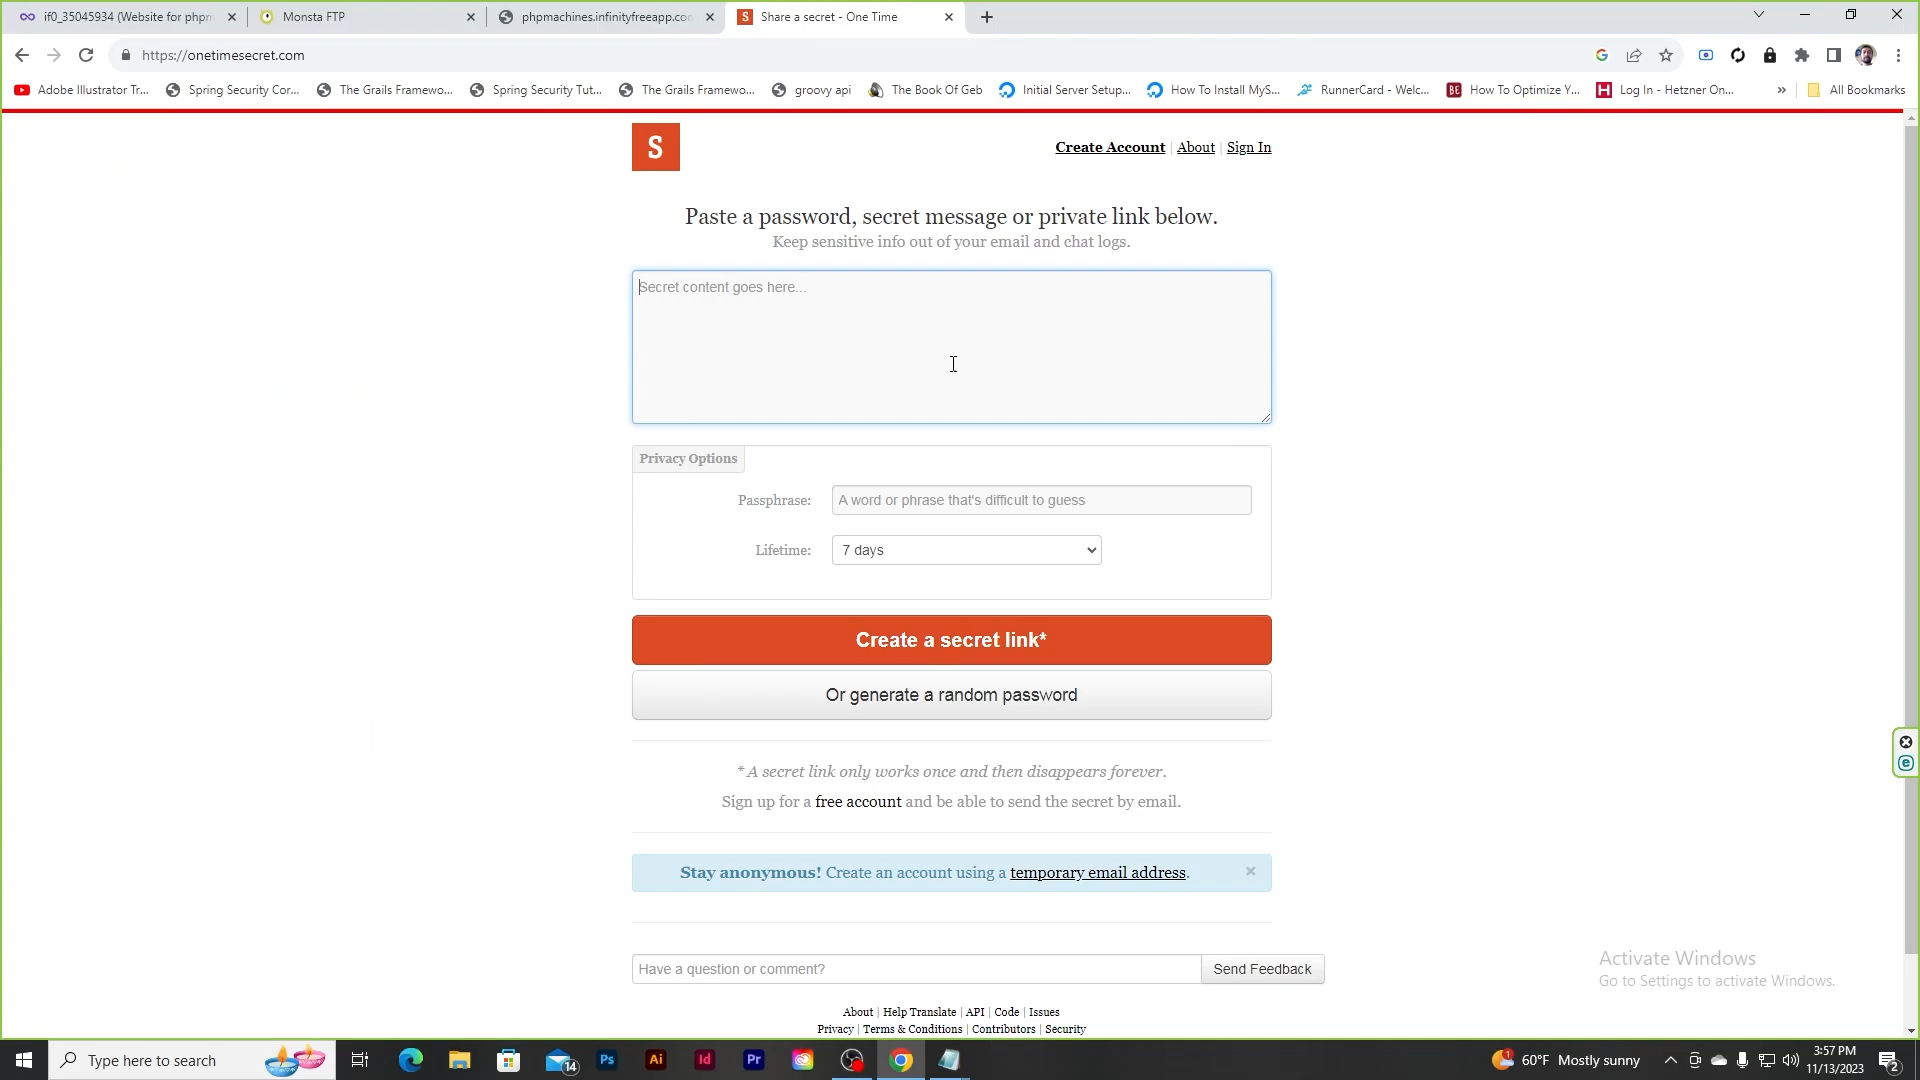 if0_35045934 (Website for phpm
Monsta FTP
phpmachines.infinityfreeapp.con
S Share a secret - One Time
https://onetimesecret.com
Adobe Illustrator Tr...
Spring Security Cor...
The Grails Framewo...
Spring Security Tut...
The Grails Framewo...
groovy api
The Book Of Geb
Initial Server Setup...
How To Install MyS...
RunnerCard - Welc...
BE How To Optimize Y...
H Log In - Hetzner On...
»
All Bookmarks
S
Create Account | About | Sign In
Paste a password, secret message or private link below.
Keep sensitive info out of your email and chat logs.
Secret content goes here...
Privacy Options
Passphrase: A word or phrase that's difficult to guess
Lifetime: 7 days
Create a secret link*
Or generate a random password
* A secret link only works once and then disappears forever.
Sign up for a free account and be able to send the secret by email.
Stay anonymous! Create an account using a temporary email address. ×
Have a question or comment? Send Feedback
Activate Windows
Go to Settings to activate Windows.
About | Help Translate | API | Code | Issues
Privacy | Terms & Conditions | Contributors | Security
Type here to search
14
Ps
Ai
Id
Pr
1
60°F Mostly sunny
3:57 PM
11/13/2023
2